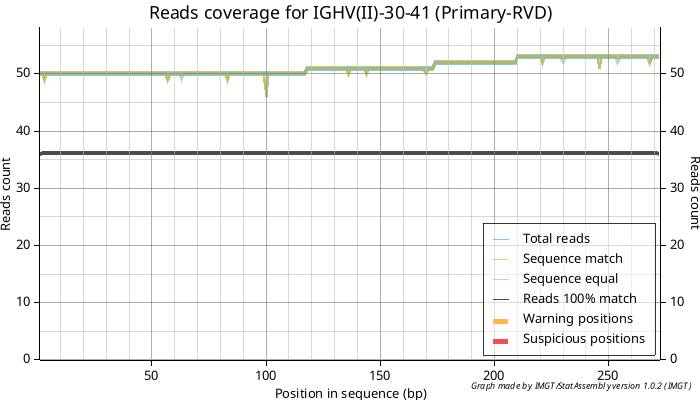 Reads coverage for IGHV(II)-30-41 (Primary-RVD)
50 50
40 40
Reads count Reads count
30 30
20 20
10 10
0 0
Total reads
Sequence match
Sequence equal
Reads 100% match
Warning positions
Suspicious positions
50 100 150 200 250
Position in sequence (bp)
Graph made by IMGT/StatAssembly version 1.0.2 (IMGT)